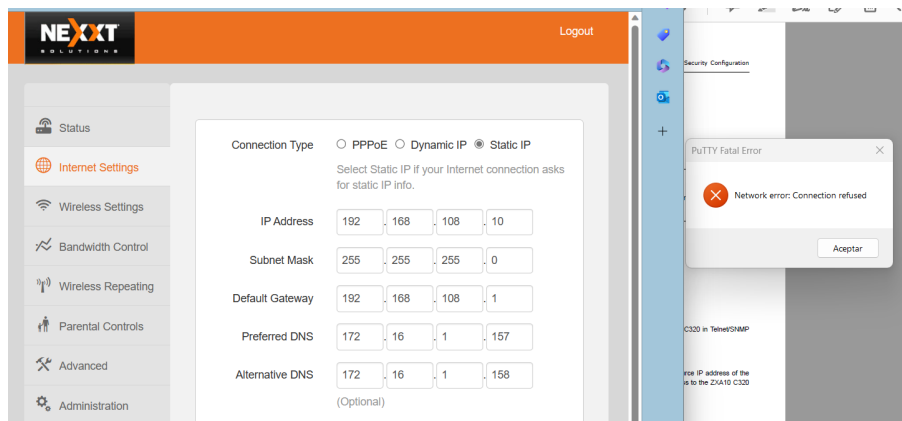 NEXXT
SOLUTIONS
Logout
Status
Internet Settings
Wireless Settings
Bandwidth Control
Wireless Repeating
Parental Controls
Advanced
Administration
Connection Type
PPPoE Dynamic IP Static IP
Select Static IP if your Internet connection asks
for static IP info.
IP Address 192 . 168 . 108 . 10
Subnet Mask 255 . 255 . 255 . 0
Default Gateway 192 . 168 . 108 . 1
Preferred DNS 172 . 16 . 1 . 157
Alternative DNS 172 . 16 . 1 . 158
(Optional)
Security Configuration
PuTTY Fatal Error
Network error: Connection refused
Aceptar
C320 in Telnet/SNMP
rce IP address of the
s to the ZXA10 C320